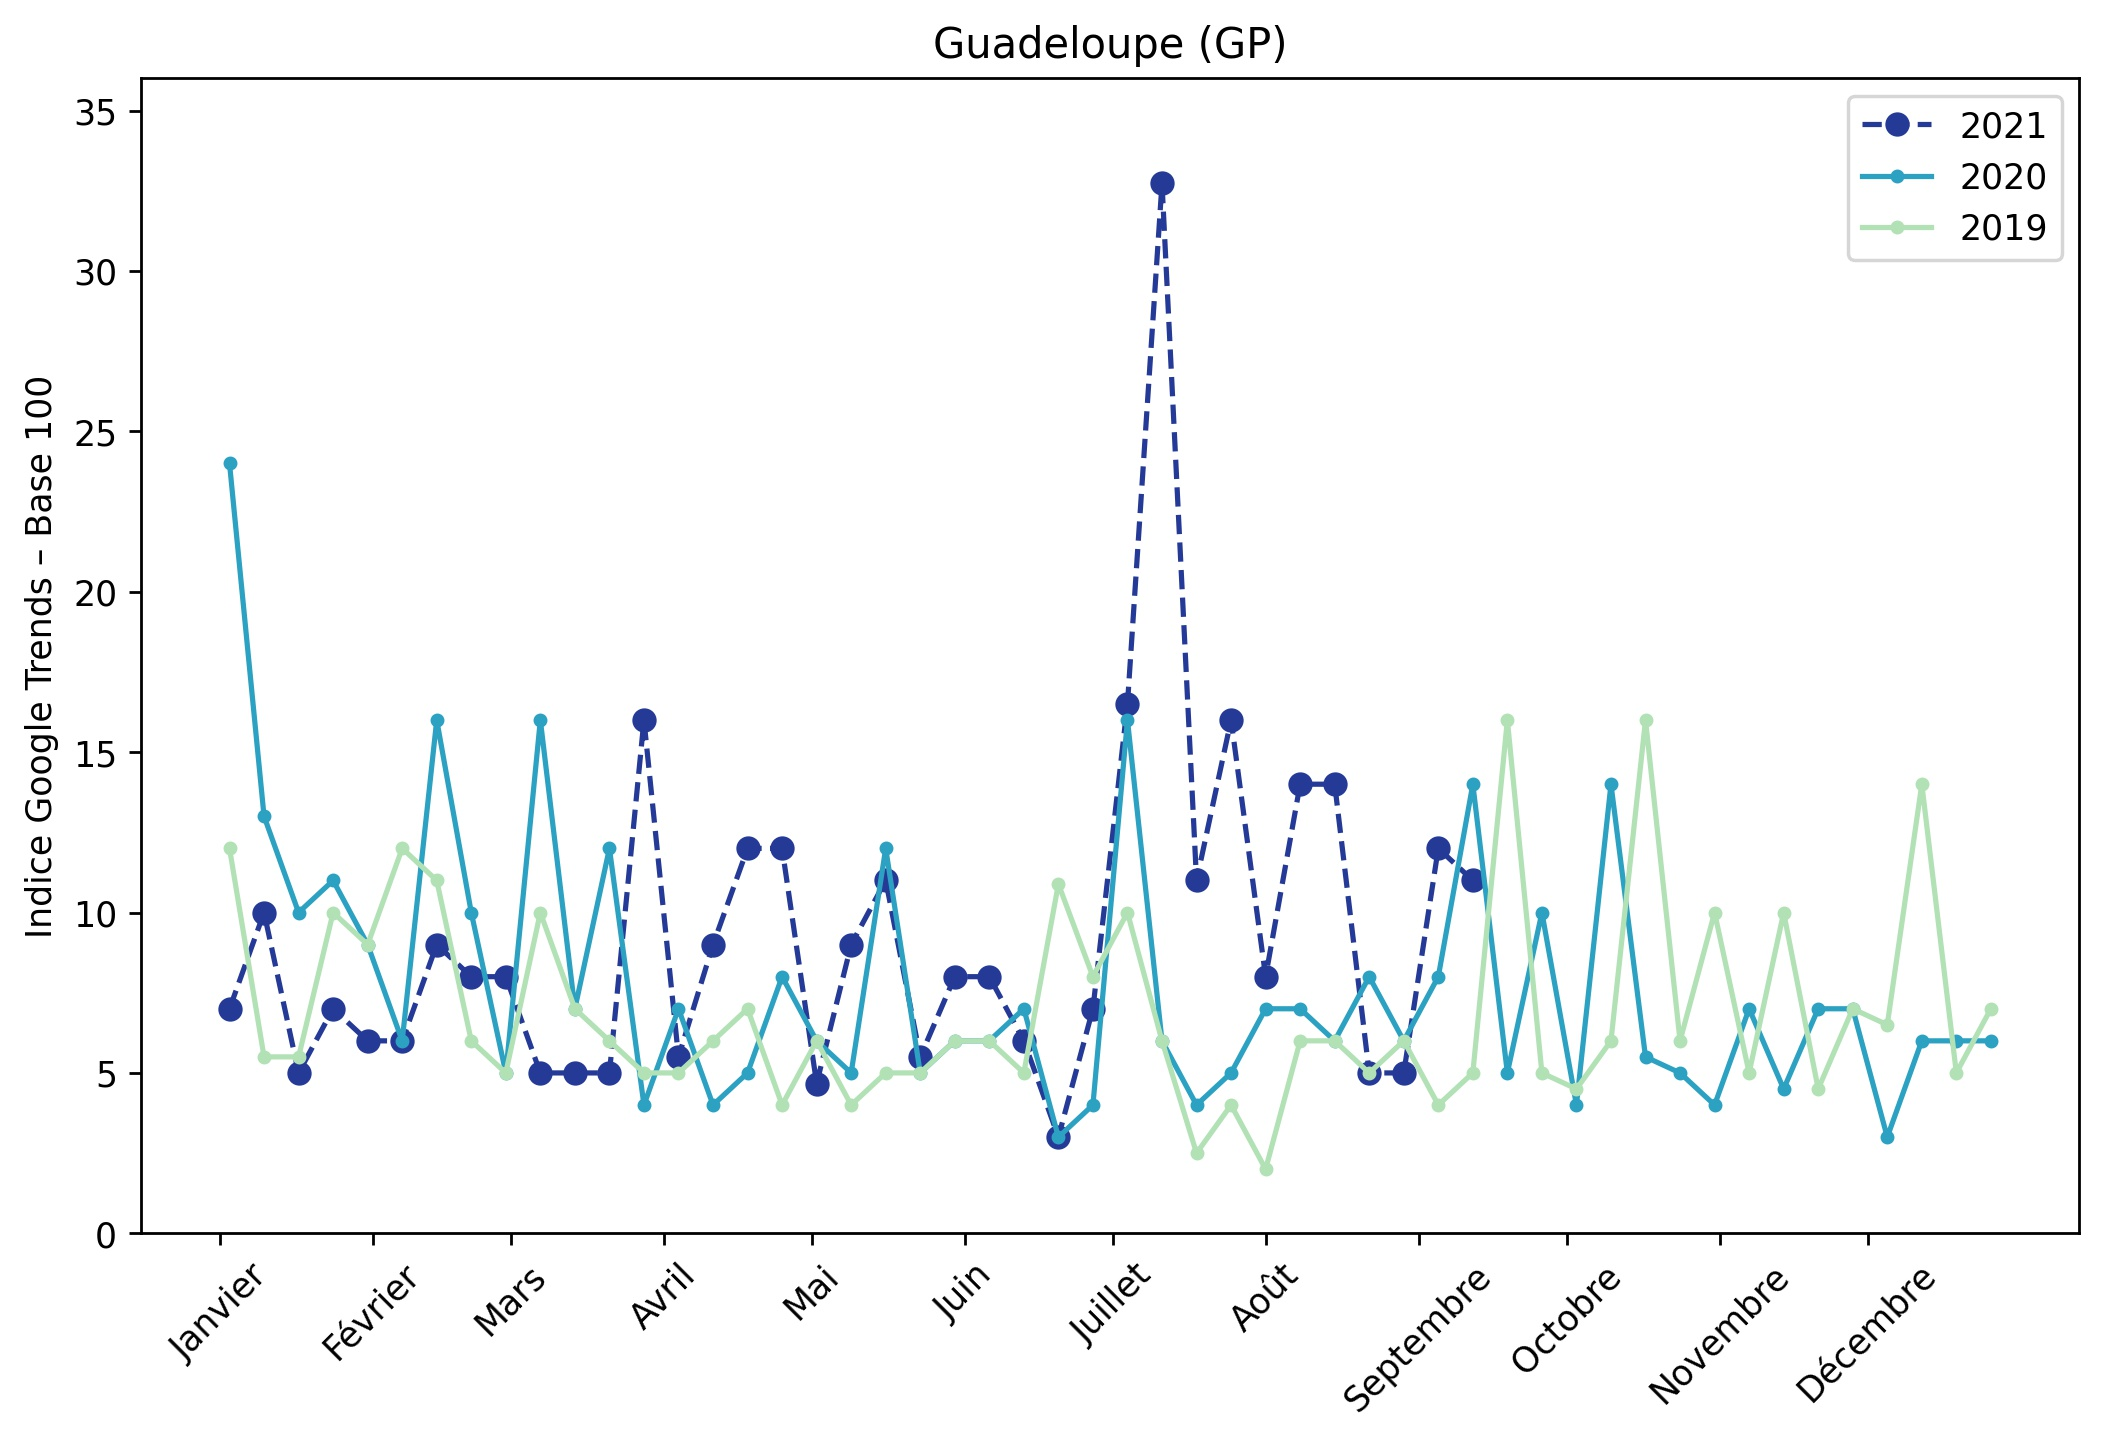 Guadeloupe (GP)
Indice Google Trends – Base 100
35
30
25
20
15
10
5
0
2021
2020
2019
Janvier
Février
Mars
Avril
Mai
Juin
Juillet
Août
Septembre
Octobre
Novembre
Décembre